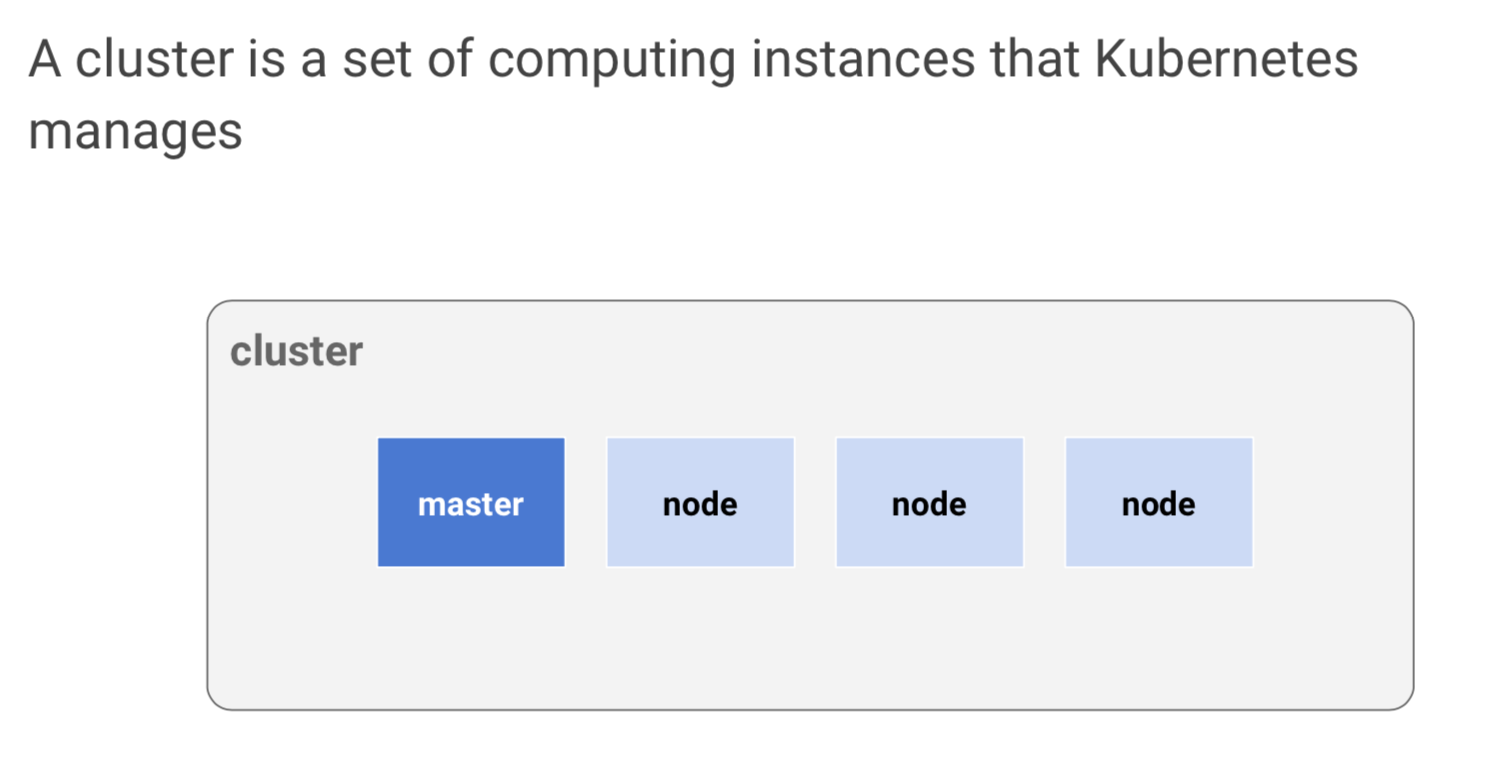 A cluster is a set of computing instances that Kubernetes
manages
cluster
master
node
node
node